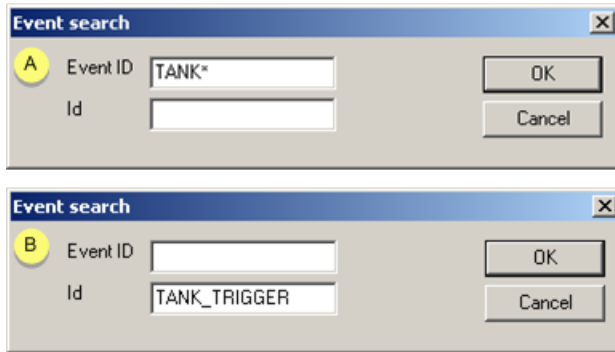 Event search
A
Event ID TANK* OK
Id Cancel
Event search
B
Event ID OK
Id TANK_TRIGGER Cancel